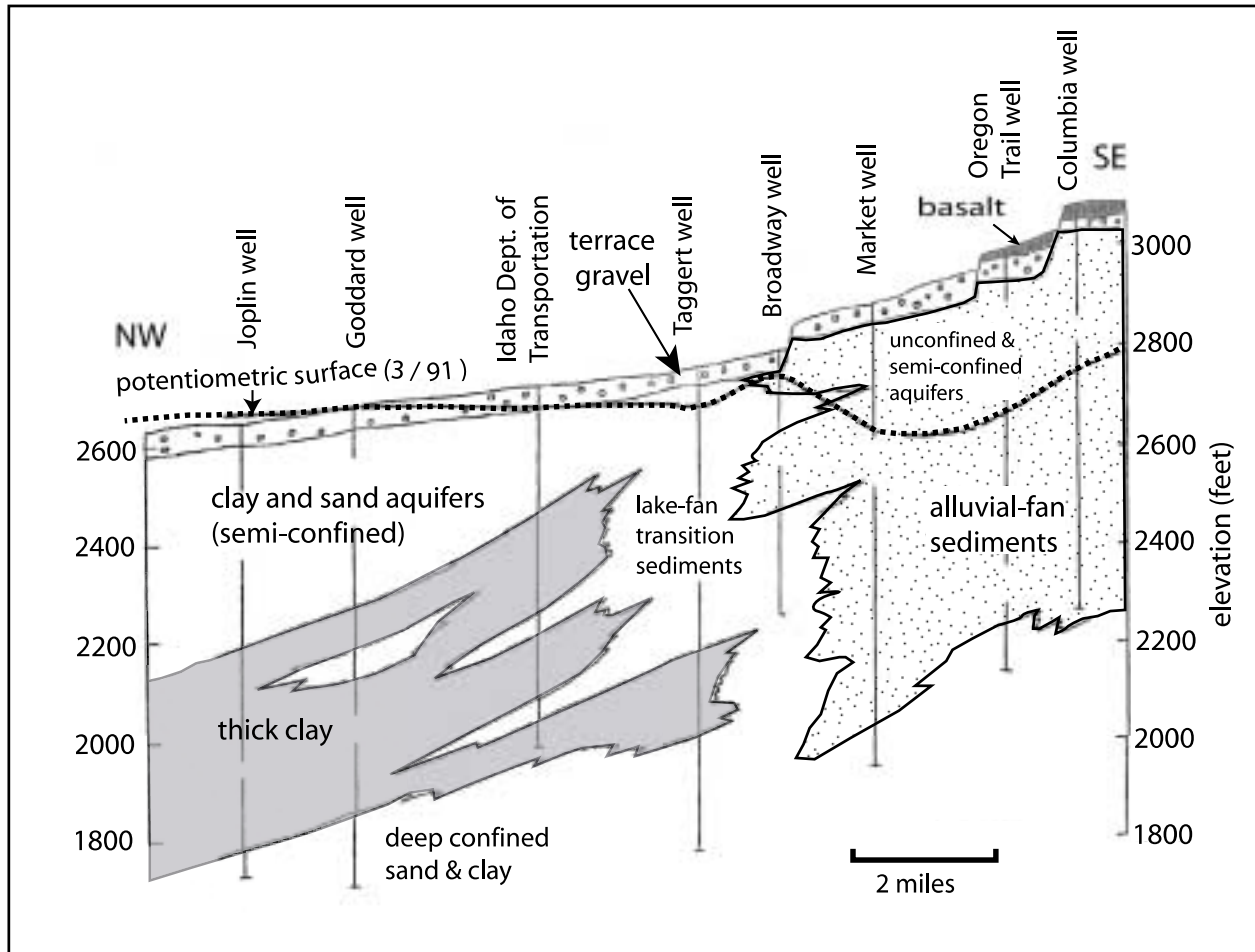 Joplin well
Goddard well
Idaho Dept. of
Transportation
Taggert well
Broadway well
Market well
Oregon
Trail well
Columbia well
NW
SE
terrace
gravel
basalt
potentiometric surface (3 / 91 )
unconfined &
semi-confined
aquifers
clay and sand aquifers
(semi-confined)
lake-fan
transition
sediments
alluvial-fan
sediments
thick clay
deep confined
sand & clay
2600
2400
2200
2000
1800
3000
2800
2600
2400
2200
2000
1800
elevation (feet)
2 miles